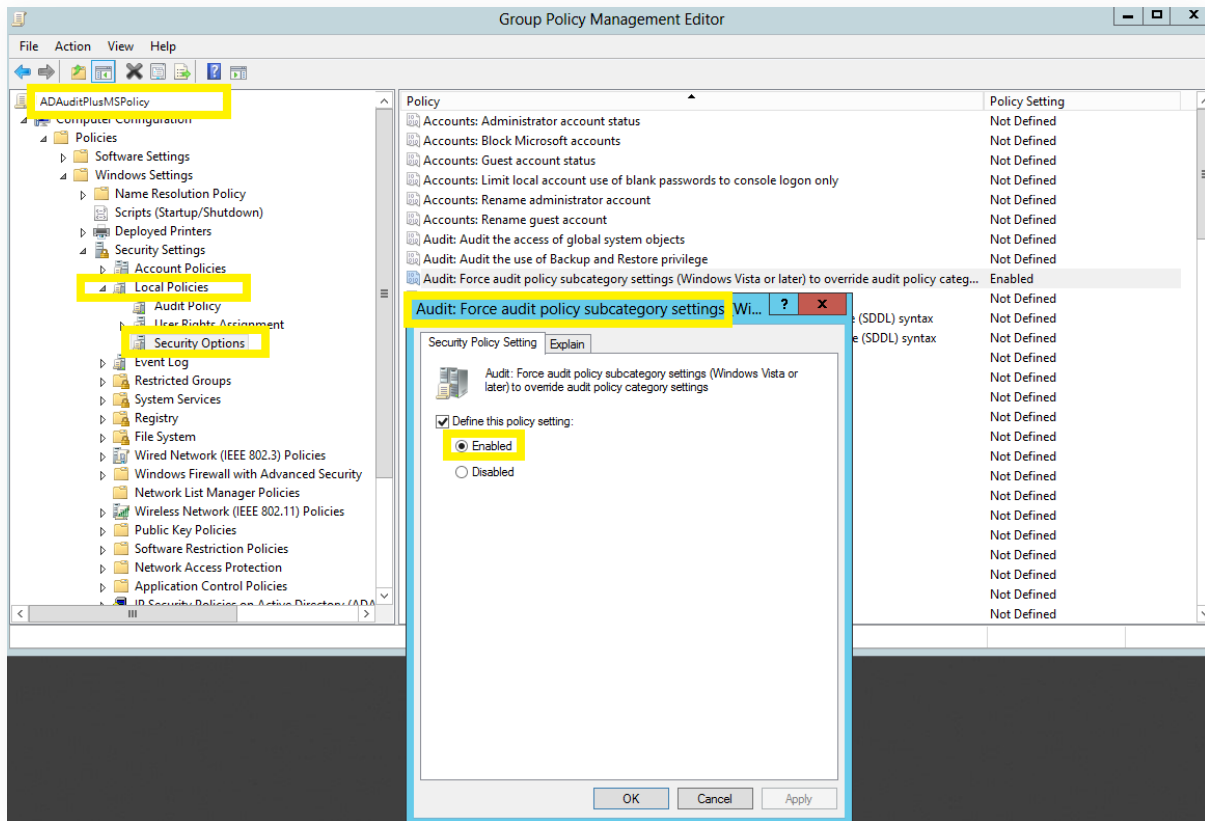 Group Policy Management Editor
File Action View Help
ADAuditPlusMSPolicy
Computer Configuration
Policies
Software Settings
Windows Settings
Name Resolution Policy
Scripts (Startup/Shutdown)
Deployed Printers
Security Settings
Account Policies
Local Policies
Audit Policy
User Rights Assignment
Security Options
Event Log
Restricted Groups
System Services
Registry
File System
Wired Network (IEEE 802.3) Policies
Windows Firewall with Advanced Security
Network List Manager Policies
Wireless Network (IEEE 802.11) Policies
Public Key Policies
Software Restriction Policies
Network Access Protection
Application Control Policies
IP Security Policies on Active Directory (ADA
Policy Policy Setting
Accounts: Administrator account status Not Defined
Accounts: Block Microsoft accounts Not Defined
Accounts: Guest account status Not Defined
Accounts: Limit local account use of blank passwords to console logon only Not Defined
Accounts: Rename administrator account Not Defined
Accounts: Rename guest account Not Defined
Audit: Audit the access of global system objects Not Defined
Audit: Audit the use of Backup and Restore privilege Not Defined
Audit: Force audit policy subcategory settings (Windows Vista or later) to override audit policy categ... Enabled
Not Defined
(SDDL) syntax Not Defined
e (SDDL) syntax Not Defined
Not Defined
Not Defined
Not Defined
Not Defined
Not Defined
Not Defined
Not Defined
Not Defined
Not Defined
Not Defined
Not Defined
Not Defined
Not Defined
Not Defined
Audit: Force audit policy subcategory settings (Wi... ? x
Security Policy Setting Explain
Audit: Force audit policy subcategory settings (Windows Vista or
later) to override audit policy category settings
Define this policy setting:
Enabled
Disabled
OK Cancel Apply